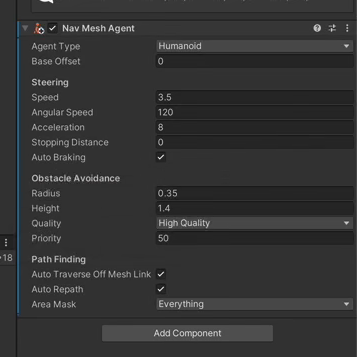 Nav Mesh Agent
Agent Type Humanoid
Base Offset 0
Steering
Speed 3.5
Angular Speed 120
Acceleration 8
Stopping Distance 0
Auto Braking
Obstacle Avoidance
Radius 0.35
Height 1.4
Quality High Quality
Priority 50
18
Path Finding
Auto Traverse Off Mesh Link
Auto Repath
Area Mask Everything
Add Component